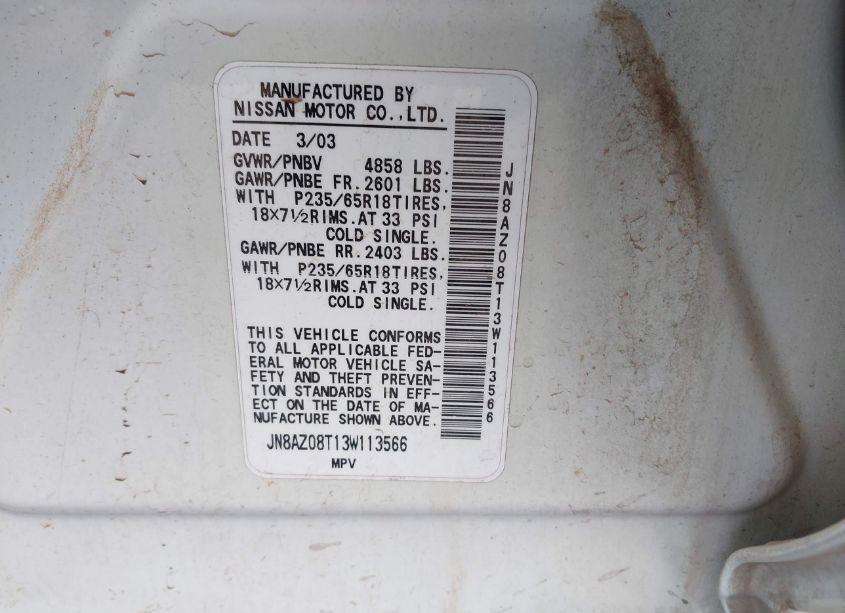 MANUFACTURED BY
NISSAN MOTOR CO.,LTD.
DATE 3/03
GVWR/PNBV 4858 LBS.
GAWR/PNBE FR. 2601 LBS.
WITH P235/65R18TIRES,
18×7½RIMS.AT 33 PSI
COLD SINGLE.
GAWR/PNBE RR. 2403 LBS.
WITH P235/65R18TIRES,
18×7½RIMS.AT 33 PSI
COLD SINGLE.
THIS VEHICLE CONFORMS
TO ALL APPLICABLE FED-
ERAL MOTOR VEHICLE SA-
FETY AND THEFT PREVEN-
TION STANDARDS IN EFF-
ECT ON THE DATE OF MA-
NUFACTURE SHOWN ABOVE.
JN8AZ08T13W113566
MPV
JN8AZ08T13W113566